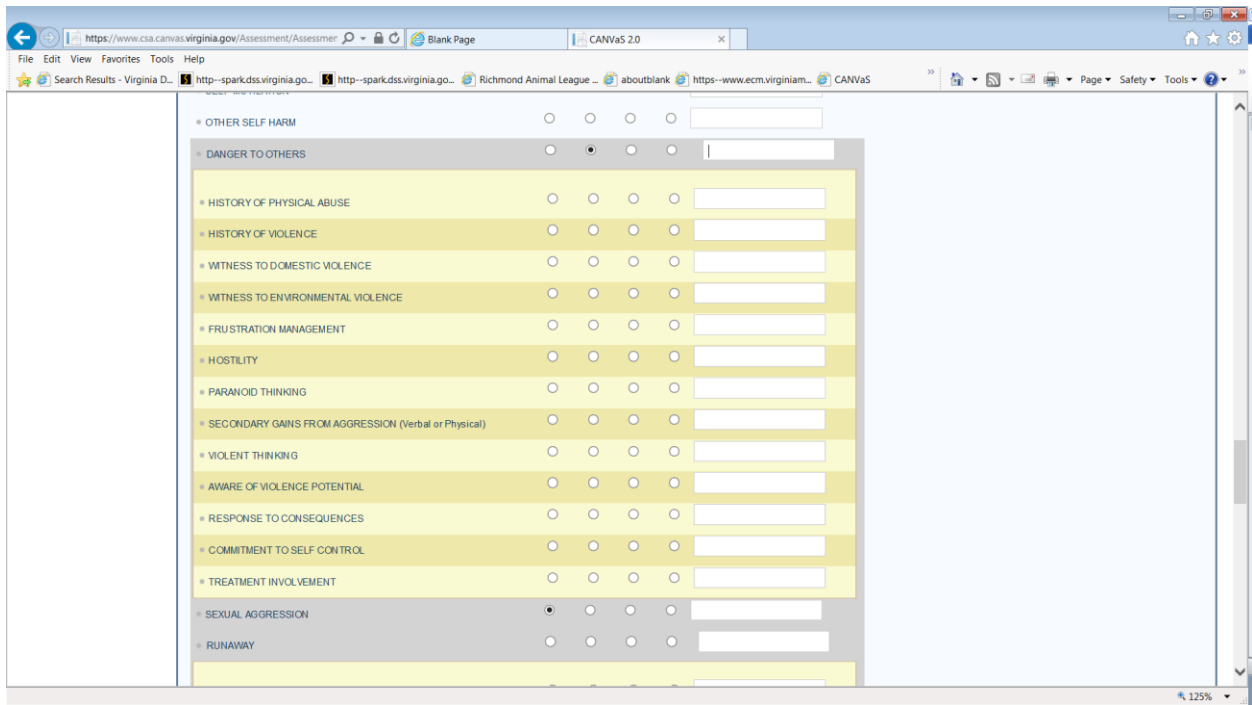 https://www.csa.canvas.virginia.gov/Assessment/Assessmer
Blank Page
CANVaS 2.0
File Edit View Favorites Tools Help
Search Results - Virginia D... http--spark.dss.virginia.go... http--spark.dss.virginia.go... Richmond Animal League ... aboutblank https--www.ecm.virginiam... CANVaS
Page Safety Tools
OTHER SELF HARM
DANGER TO OTHERS
HISTORY OF PHYSICAL ABUSE
HISTORY OF VIOLENCE
WITNESS TO DOMESTIC VIOLENCE
WITNESS TO ENVIRONMENTAL VIOLENCE
FRUSTRATION MANAGEMENT
HOSTILITY
PARANOID THINKING
SECONDARY GAINS FROM AGGRESSION (Verbal or Physical)
VIOLENT THINKING
AWARE OF VIOLENCE POTENTIAL
RESPONSE TO CONSEQUENCES
COMMITMENT TO SELF CONTROL
TREATMENT INVOLVEMENT
SEXUAL AGGRESSION
RUNAWAY
125%